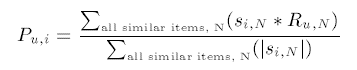 P_{u,i} = \frac{\sum_{\text{all similar items, N}} (s_{i,N} * R_{u,N})}{\sum_{\text{all similar items, N}} (|s_{i,N}|)}